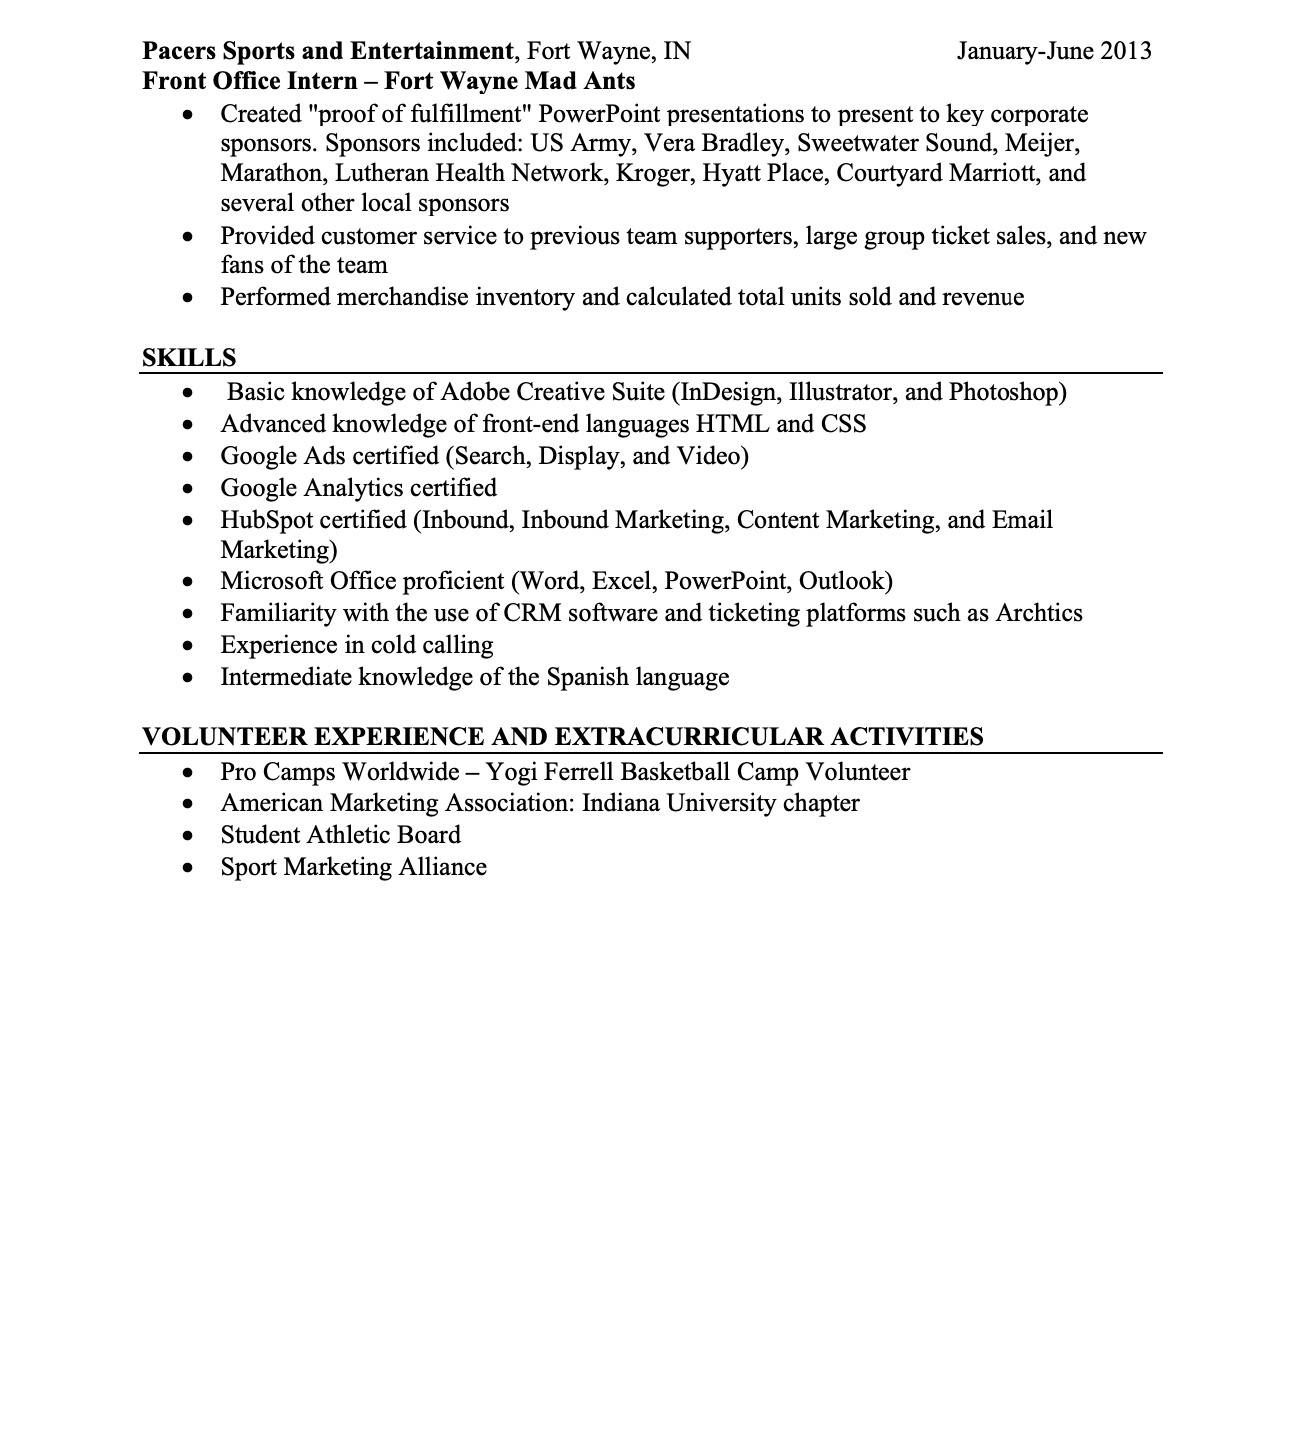 Pacers Sports and Entertainment, Fort Wayne, IN January-June 2013
Front Office Intern – Fort Wayne Mad Ants
• Created "proof of fulfillment" PowerPoint presentations to present to key corporate
sponsors. Sponsors included: US Army, Vera Bradley, Sweetwater Sound, Meijer,
Marathon, Lutheran Health Network, Kroger, Hyatt Place, Courtyard Marriott, and
several other local sponsors
• Provided customer service to previous team supporters, large group ticket sales, and new
fans of the team
• Performed merchandise inventory and calculated total units sold and revenue
SKILLS
• Basic knowledge of Adobe Creative Suite (InDesign, Illustrator, and Photoshop)
• Advanced knowledge of front-end languages HTML and CSS
• Google Ads certified (Search, Display, and Video)
• Google Analytics certified
• HubSpot certified (Inbound, Inbound Marketing, Content Marketing, and Email
Marketing)
• Microsoft Office proficient (Word, Excel, PowerPoint, Outlook)
• Familiarity with the use of CRM software and ticketing platforms such as Archtics
• Experience in cold calling
• Intermediate knowledge of the Spanish language
VOLUNTEER EXPERIENCE AND EXTRACURRICULAR ACTIVITIES
• Pro Camps Worldwide – Yogi Ferrell Basketball Camp Volunteer
• American Marketing Association: Indiana University chapter
• Student Athletic Board
• Sport Marketing Alliance